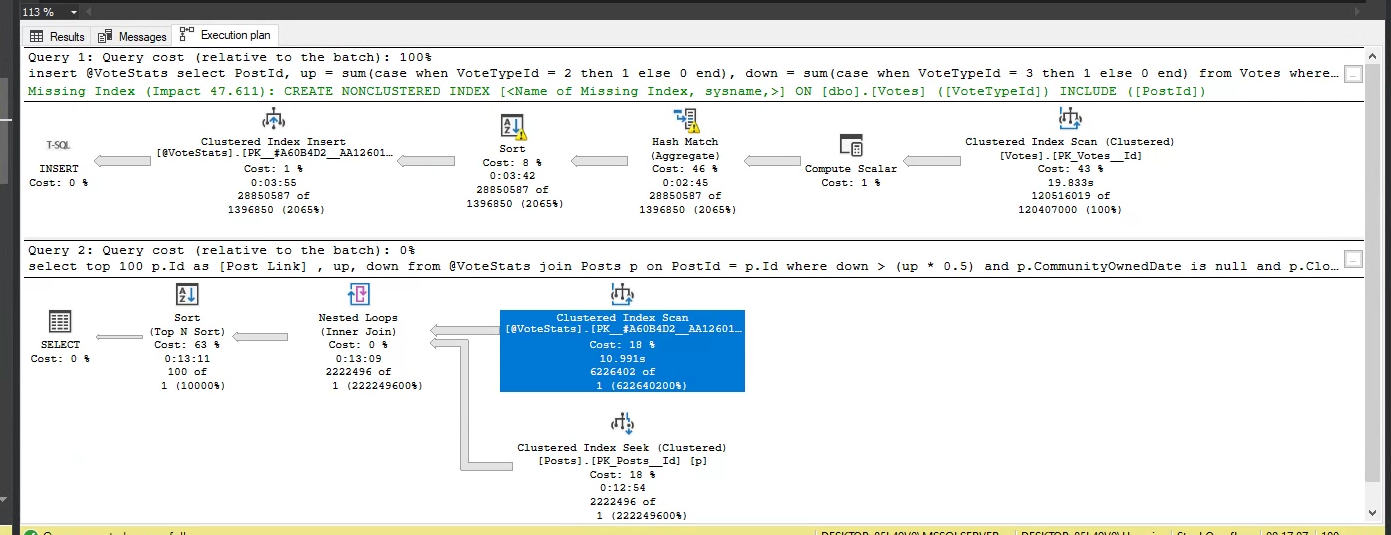 113 %
Results Messages Execution plan
Query 1: Query cost (relative to the batch): 100%
insert @VoteStats select PostId, up = sum(case when VoteTypeId = 2 then 1 else 0 end), down = sum(case when VoteTypeId = 3 then 1 else 0 end) from Votes where...
Missing Index (Impact 47.611): CREATE NONCLUSTERED INDEX [<Name of Missing Index, sysname,>] ON [dbo].[Votes] ([VoteTypeId]) INCLUDE ([PostId])
T-SQL
INSERT
Cost: 0 %
Clustered Index Insert
[@VoteStats].[PK__#A60B4D2__AA12601...
Cost: 1 %
0:03:55
28850587 of
1396850 (2065%)
Sort
Cost: 8 %
0:03:42
28850587 of
1396850 (2065%)
Hash Match
(Aggregate)
Cost: 46 %
0:02:45
28850587 of
1396850 (2065%)
Compute Scalar
Cost: 1 %
Clustered Index Scan (Clustered)
[Votes].[PK_Votes__Id]
Cost: 43 %
19.833s
120516019 of
120407000 (100%)
Query 2: Query cost (relative to the batch): 0%
select top 100 p.Id as [Post Link] , up, down from @VoteStats join Posts p on PostId = p.Id where down > (up * 0.5) and p.CommunityOwnedDate is null and p.Clo...
SELECT
Cost: 0 %
Sort
(Top N Sort)
Cost: 63 %
0:13:11
100 of
1 (10000%)
Nested Loops
(Inner Join)
Cost: 0 %
0:13:09
2222496 of
1 (222249600%)
Clustered Index Scan
[@VoteStats].[PK__#A60B4D2__AA12601...
Cost: 18 %
10.991s
6226402 of
1 (622640200%)
Clustered Index Seek (Clustered)
[Posts].[PK_Posts__Id] [p]
Cost: 18 %
0:12:54
2222496 of
1 (222249600%)